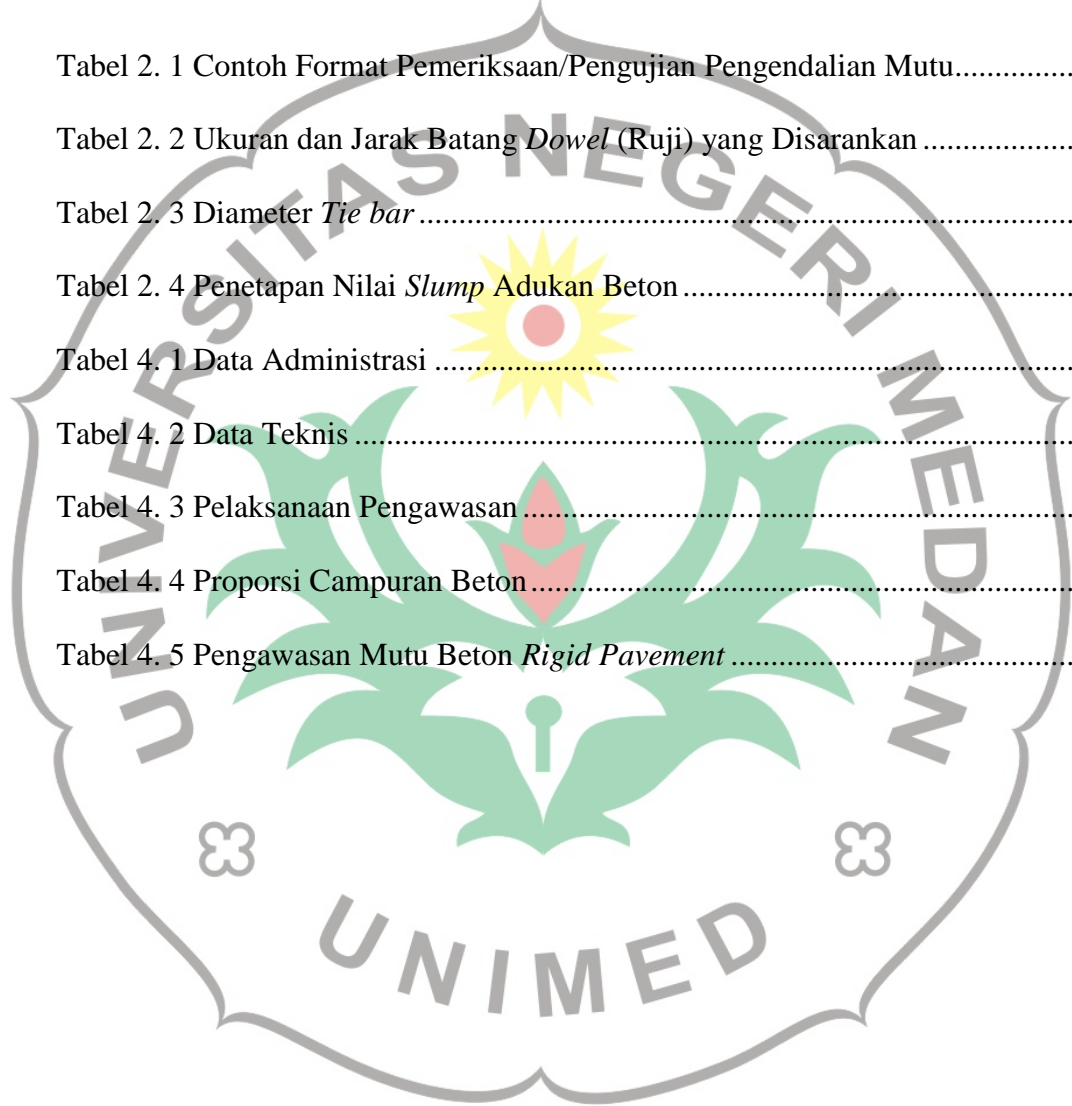 Tabel 2. 1 Contoh Format Pemeriksaan/Pengujian Pengendalian Mutu..............
Tabel 2. 2 Ukuran dan Jarak Batang Dowel (Ruji) yang Disarankan ..................
Tabel 2. 3 Diameter Tie bar ..................
Tabel 2. 4 Penetapan Nilai Slump Adukan Beton ..................
Tabel 4. 1 Data Administrasi ..................
Tabel 4. 2 Data Teknis ..................
Tabel 4. 3 Pelaksanaan Pengawasan ..................
Tabel 4. 4 Proporsi Campuran Beton ..................
Tabel 4. 5 Pengawasan Mutu Beton Rigid Pavement ..................
UNIVERSITAS NEGERI MEDAN
UNIMED